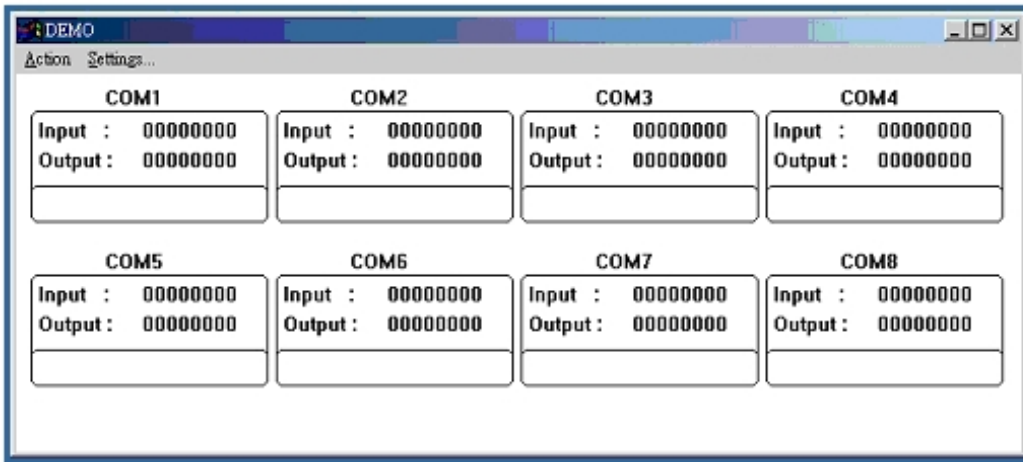 DEMO
Action Settings...
COM1 COM2 COM3 COM4
Input : 00000000 Input : 00000000 Input : 00000000 Input : 00000000
Output : 00000000 Output : 00000000 Output : 00000000 Output : 00000000
COM5 COM6 COM7 COM8
Input : 00000000 Input : 00000000 Input : 00000000 Input : 00000000
Output : 00000000 Output : 00000000 Output : 00000000 Output : 00000000